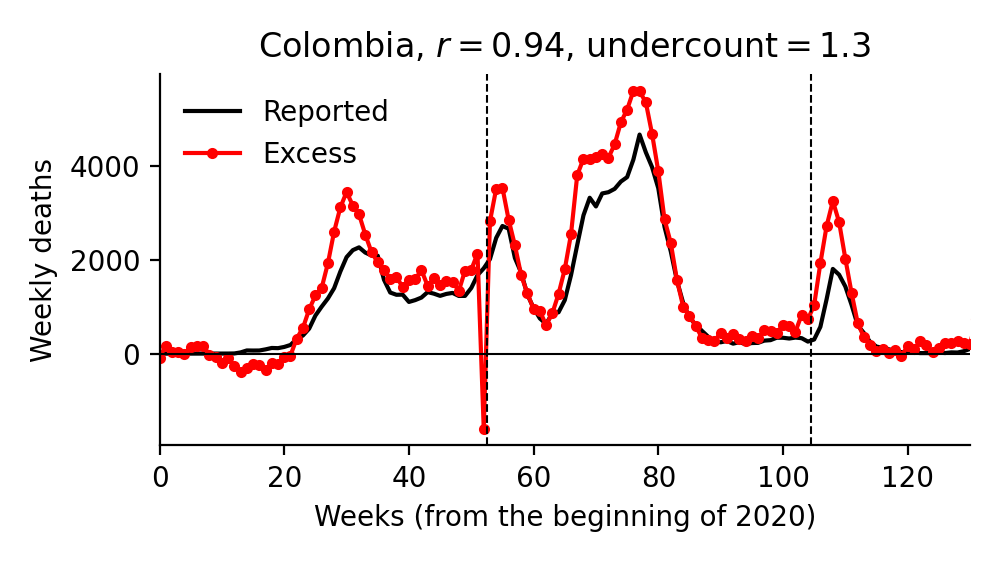 Colombia, r = 0.94, undercount = 1.3
Reported
Excess
4000
2000
0
Weekly deaths
0 20 40 60 80 100 120
Weeks (from the beginning of 2020)